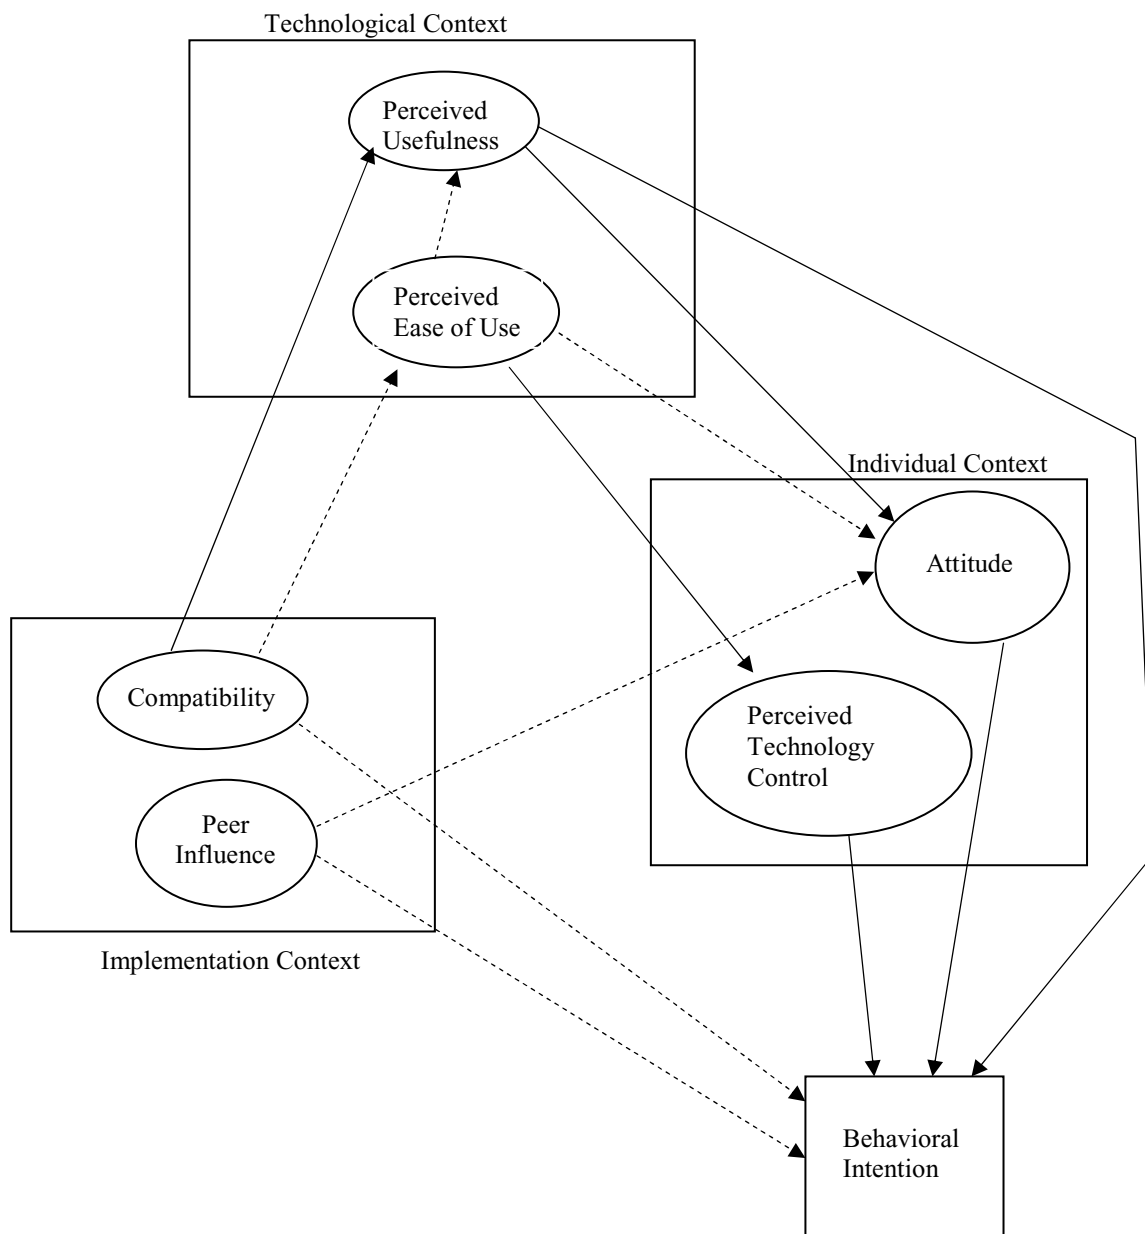 Technological Context
Perceived
Usefulness
Perceived
Ease of Use
Individual Context
Attitude
Compatibility
Perceived
Technology
Control
Peer
Influence
Implementation Context
Behavioral
Intention